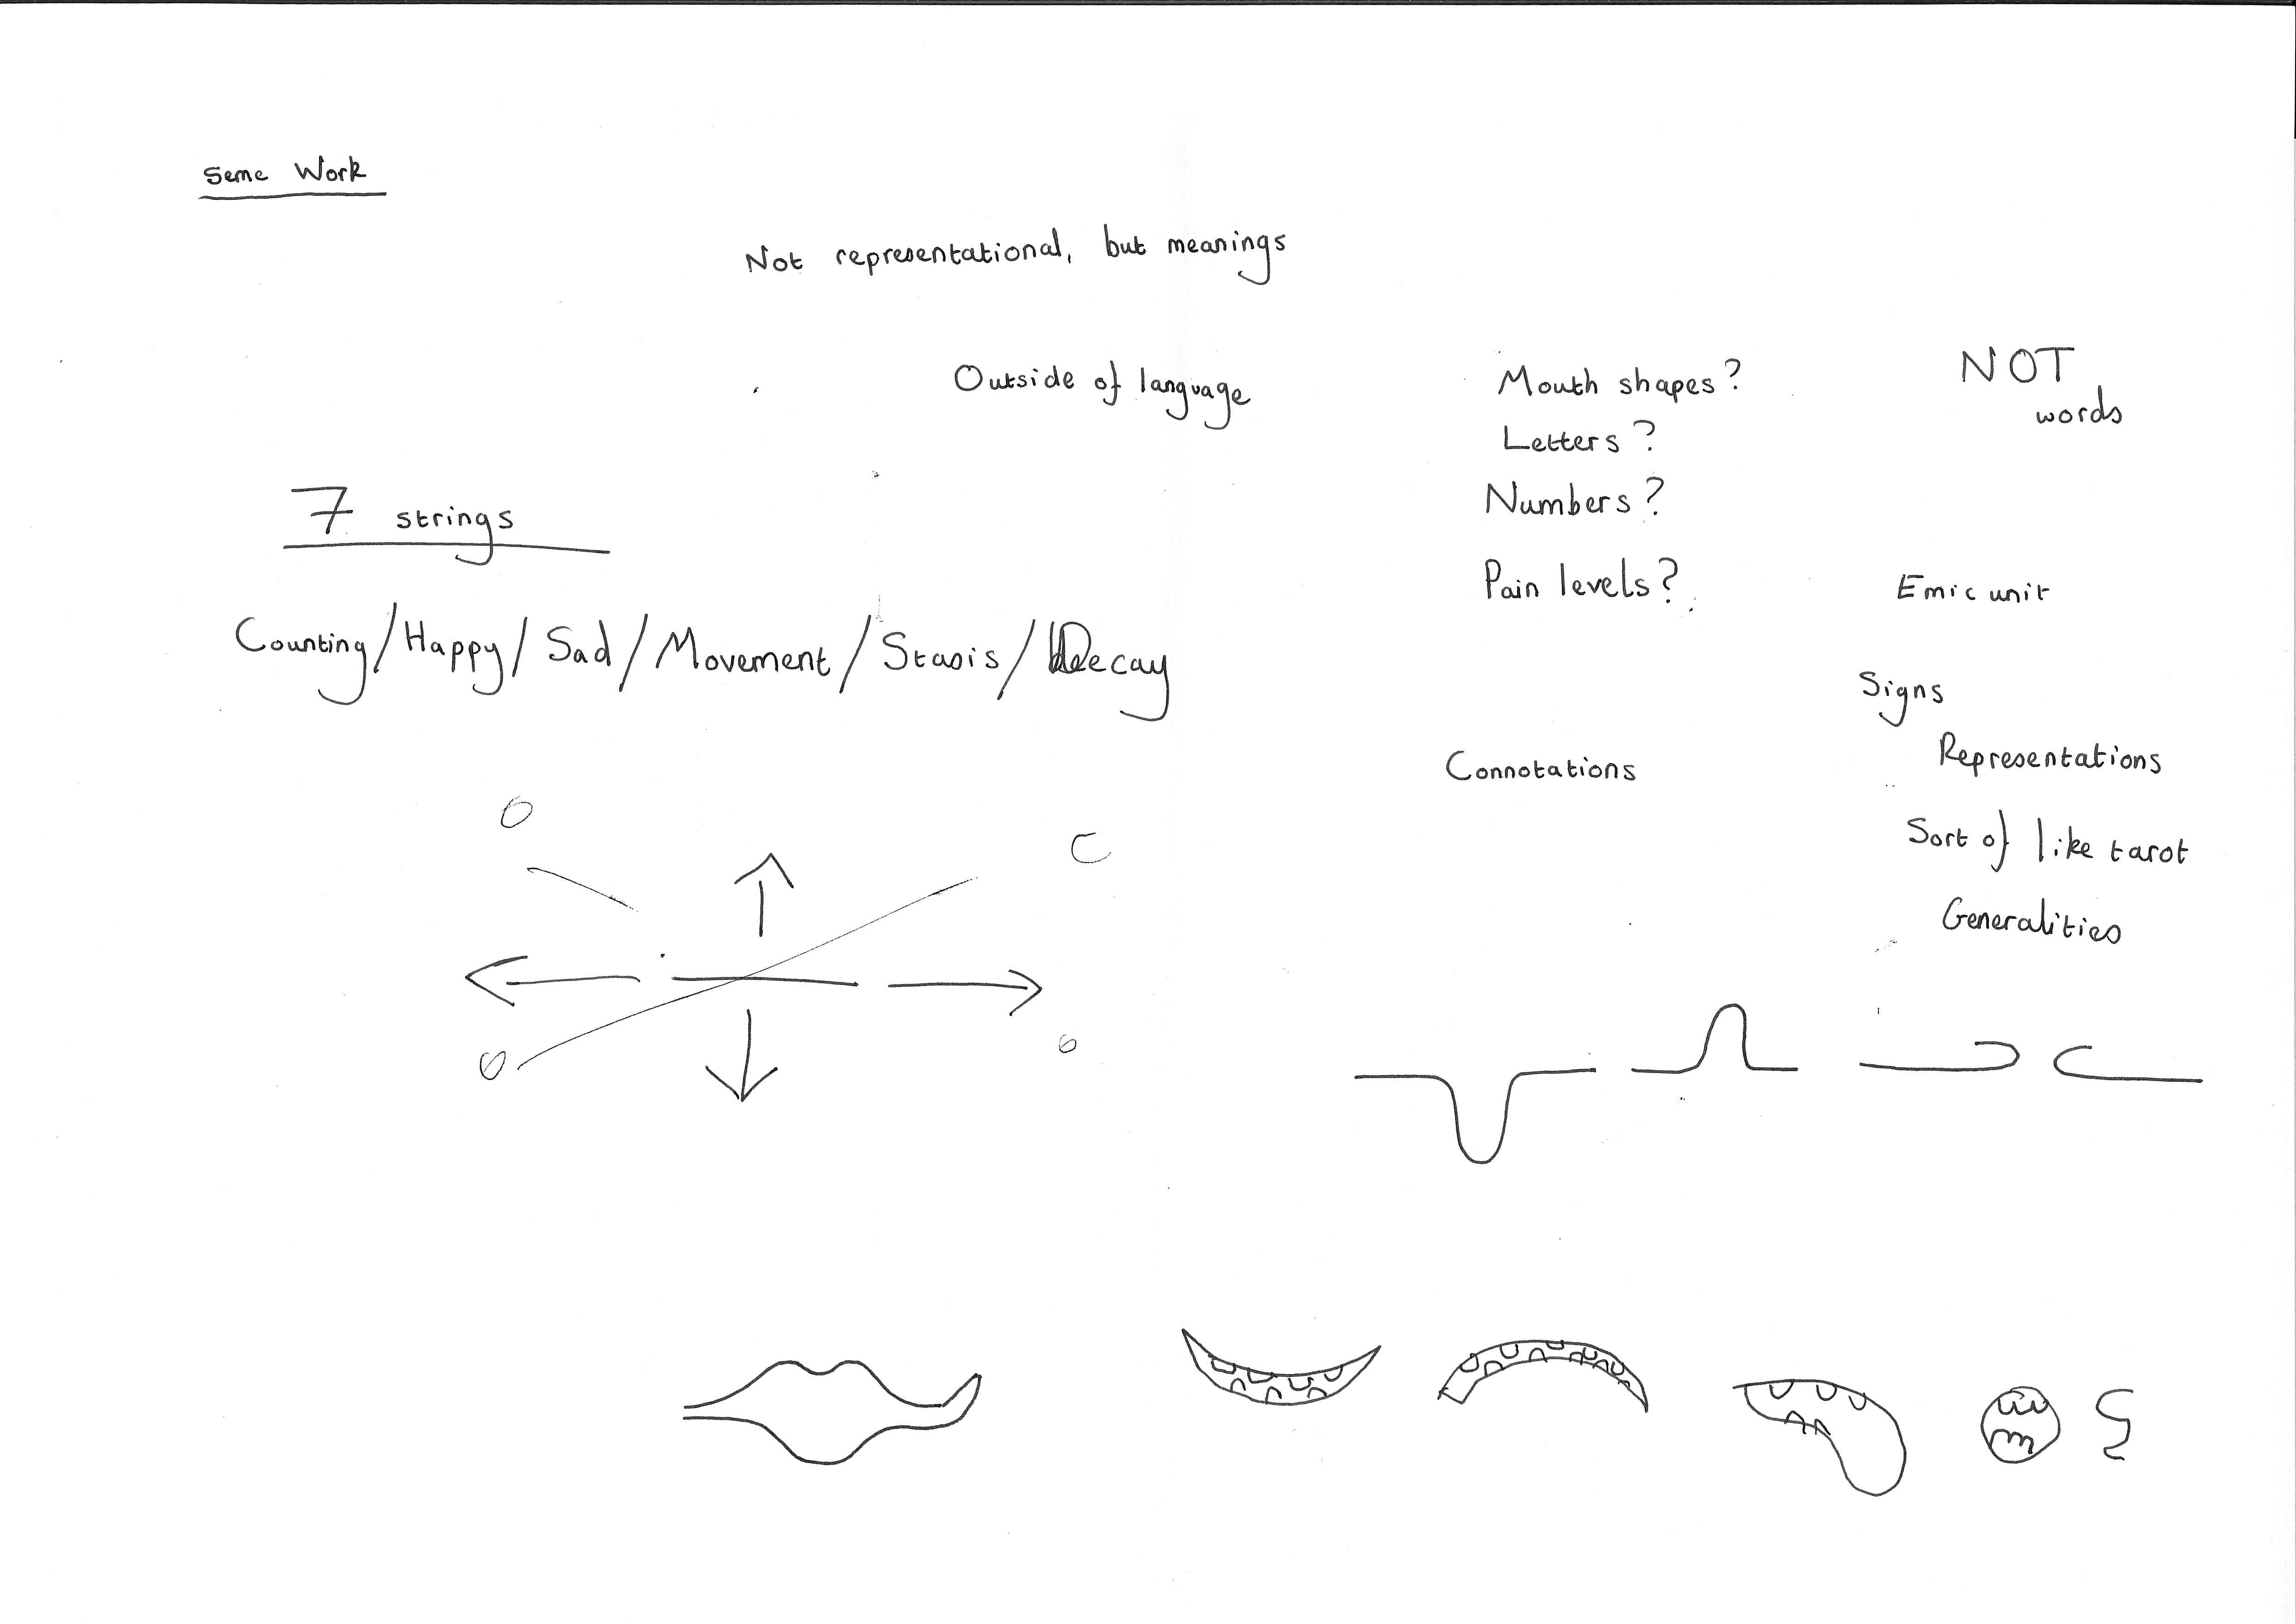 Seme Work
Not representational, but meanings
Outside of language
Mouth shapes?
Letters?
Numbers?
Pain levels?
NOT
words
7 strings
Counting/Happy/Sad/Movement/Stasis/Decay
Emic unit
Signs
Representations
Sort of like tarot
Generalities
Connotations